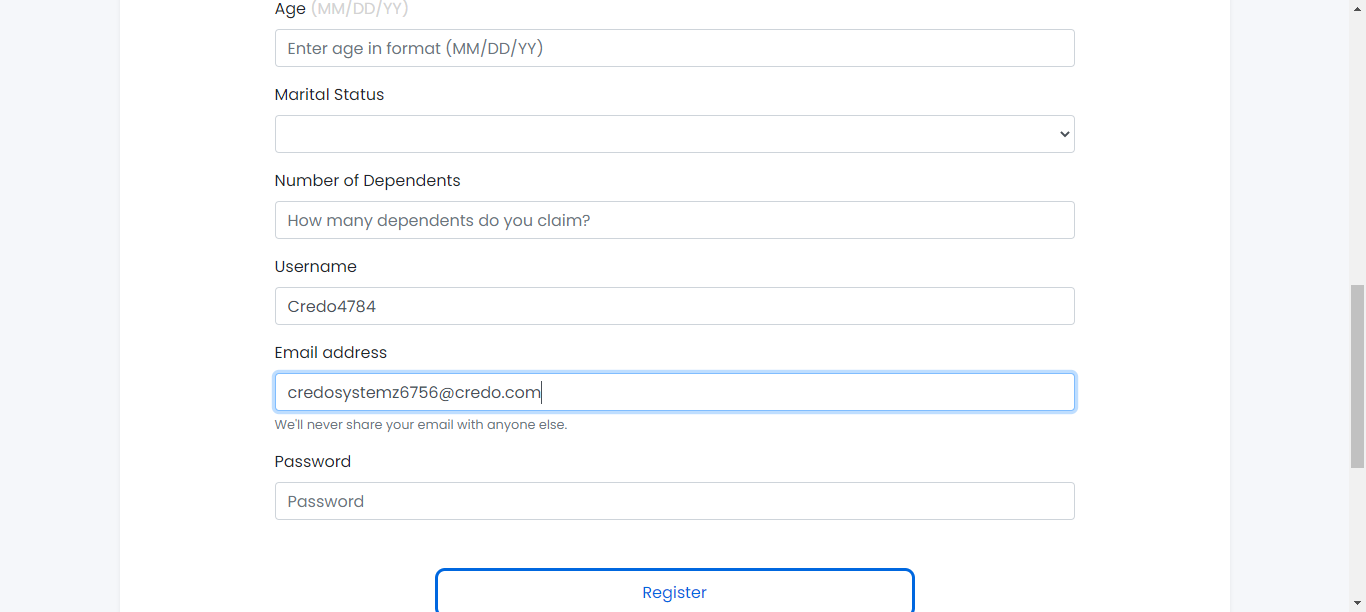 Age (MM/DD/YY)
Enter age in format (MM/DD/YY)
Marital Status
Number of Dependents
How many dependents do you claim?
Username
Credo4784
Email address
credosystemz6756@credo.com
We'll never share your email with anyone else.
Password
Password
Register